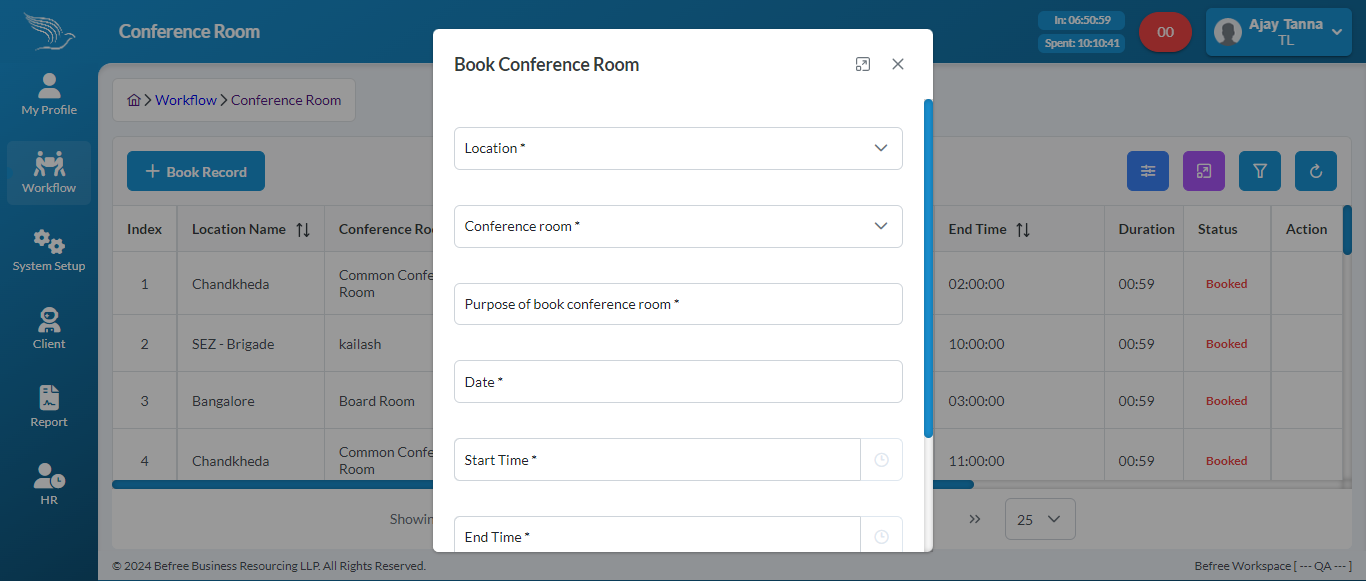 Conference Room
In: 06:50:59
Spent: 10:10:41
00
Ajay Tanna
TL
My Profile
Workflow
System Setup
Client
Report
HR
Workflow
Conference Room
Book Record
Index
Location Name
Conference Ro
End Time
Duration
Status
Action
1
Chandkheda
Common Confe
Room
02:00:00
00:59
Booked
2
SEZ - Brigade
kailash
10:00:00
00:59
Booked
3
Bangalore
Board Room
03:00:00
00:59
Booked
4
Chandkheda
Common Confe
Room
11:00:00
00:59
Booked
Showin
25
Book Conference Room
Location *
Conference room *
Purpose of book conference room *
Date *
Start Time *
End Time *
© 2024 Befree Business Resourcing LLP. All Rights Reserved.
Befree Workspace [ --- QA --- ]